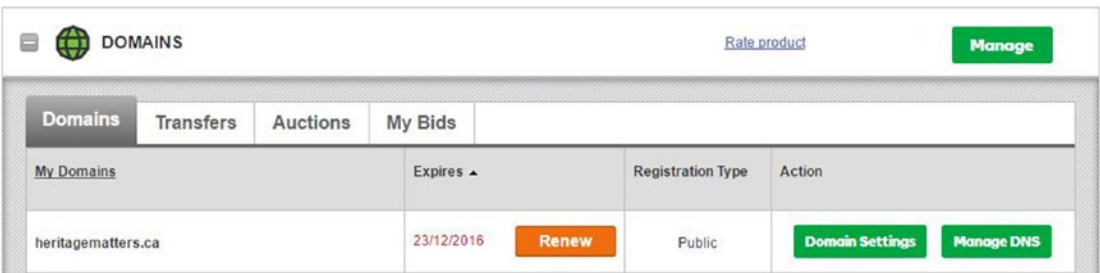 DOMAINS Rate product Manage
Domains Transfers Auctions My Bids
My Domains Expires Registration Type Action
heritagematters.ca 23/12/2016 Renew Public Domain Settings Manage DNS